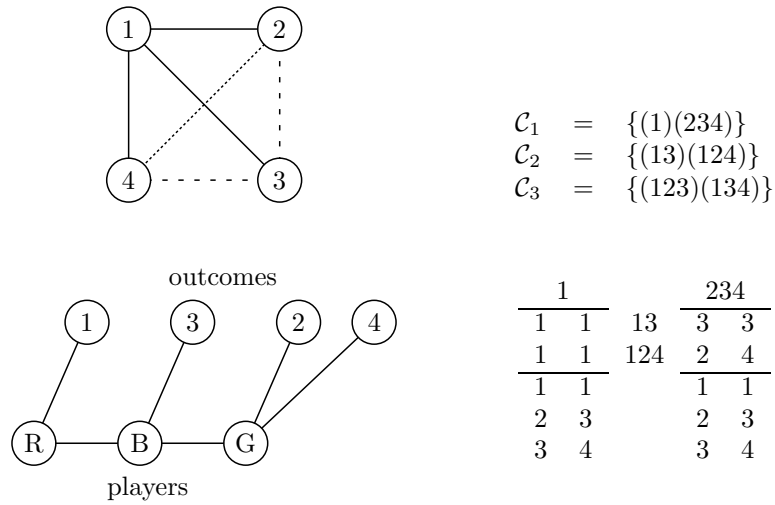 1 2
4 3
𝒞₁ = {(1)(234)}
𝒞₂ = {(13)(124)}
𝒞₃ = {(123)(134)}
outcomes
1 3 2 4
R B G
players
1 234
1 1 13 3 3
1 1 124 2 4
1 1 1 1
2 3 2 3
3 4 3 4